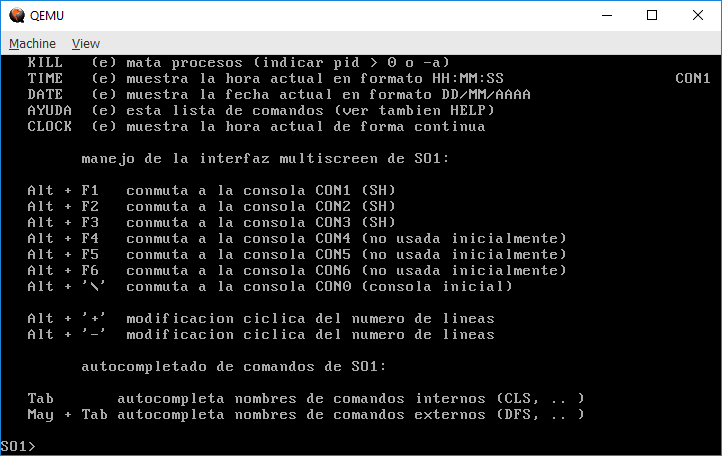 QEMU
Machine View
KILL (e) mata procesos (indicar pid > 0 o -a)
TIME (e) muestra la hora actual en formato HH:MM:SS CON1
DATE (e) muestra la fecha actual en formato DD/MM/AAAA
AYUDA (e) esta lista de comandos (ver tambien HELP)
CLOCK (e) muestra la hora actual de forma continua
manejo de la interfaz multiscreen de SO1:
Alt + F1 conmuta a la consola CON1 (SH)
Alt + F2 conmuta a la consola CON2 (SH)
Alt + F3 conmuta a la consola CON3 (SH)
Alt + F4 conmuta a la consola CON4 (no usada inicialmente)
Alt + F5 conmuta a la consola CON5 (no usada inicialmente)
Alt + F6 conmuta a la consola CON6 (no usada inicialmente)
Alt + '\' conmuta a la consola CON0 (consola inicial)
Alt + '+' modificacion ciclica del numero de lineas
Alt + '-' modificacion ciclica del numero de lineas
autocompletado de comandos de SO1:
Tab autocompleta nombres de comandos internos (CLS, .. )
May + Tab autocompleta nombres de comandos externos (DFS, .. )
SO1>